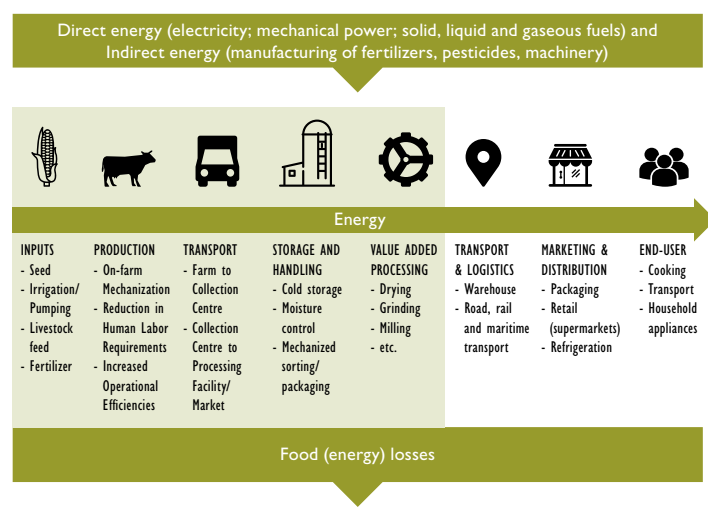 Direct energy (electricity; mechanical power; solid, liquid and gaseous fuels) and
Indirect energy (manufacturing of fertilizers, pesticides, machinery)
Energy
INPUTS
- Seed
- Irrigation/
Pumping
- Livestock
feed
- Fertilizer
PRODUCTION
- On-farm
Mechanization
- Reduction in
Human Labor
Requirements
- Increased
Operational
Efficiencies
TRANSPORT
- Farm to
Collection
Centre
- Collection
Centre to
Processing
Facility/
Market
STORAGE AND
HANDLING
- Cold storage
- Moisture
control
- Mechanized
sorting/
packaging
VALUE ADDED
PROCESSING
- Drying
- Grinding
- Milling
- etc.
TRANSPORT
& LOGISTICS
- Warehouse
- Road, rail
and maritime
transport
MARKETING &
DISTRIBUTION
- Packaging
- Retail
(supermarkets)
- Refrigeration
END-USER
- Cooking
- Transport
- Household
appliances
Food (energy) losses